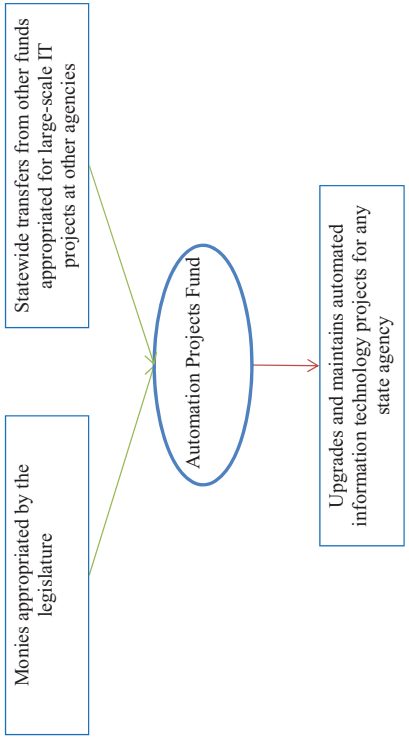 Monies appropriated by the
legislature
Statewide transfers from other funds
appropriated for large-scale IT
projects at other agencies
Automation Projects Fund
Upgrades and maintains automated
information technology projects for any
state agency